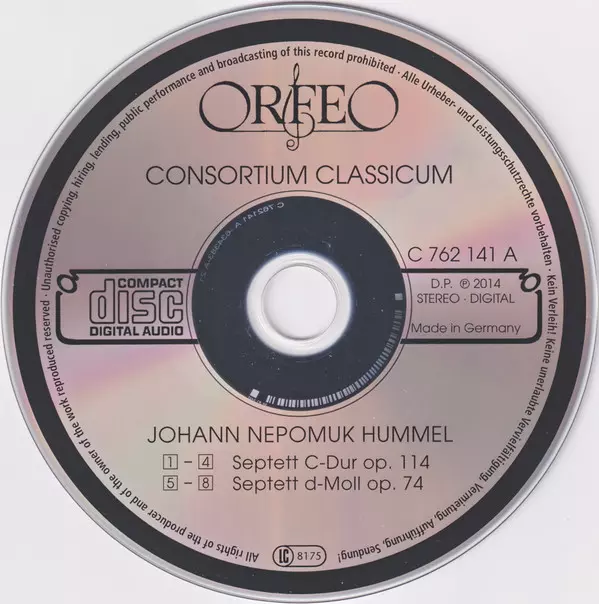 Unauthorised copying, hiring, lending, public performance and broadcasting of this record prohibited · Alle Urheber- und Leistungsschutzrechte vorbehalten · Kein Verleih! Keine unerlaubte Vervielfältigung, Vermietung, Aufführung, Sendung!
ORFEO
CONSORTIUM CLASSICUM
C 762 141 A
COMPACT
disc
DIGITAL AUDIO
D.P. ℗ 2014
STEREO · DIGITAL
Made in Germany
JOHANN NEPOMUK HUMMEL
1 – 4 Septett C-Dur op. 114
5 – 8 Septett d-Moll op. 74
LC 8175
All rights of the producer and of the owner of the work reproduced reserved ·